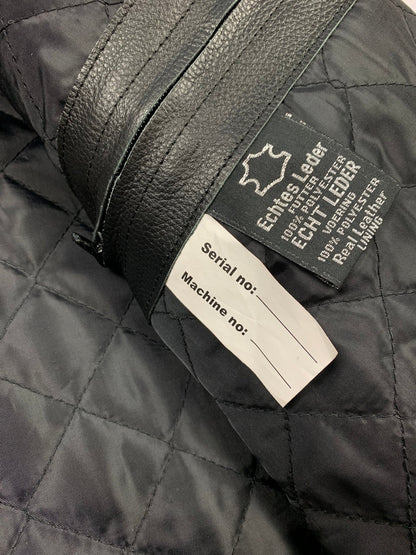 Echtes Leder
FUTTER
100% POLYESTER
ECHT LEDER
VOERING
100% POLYESTER
Real Leather
LINING
Serial no:
Machine no: